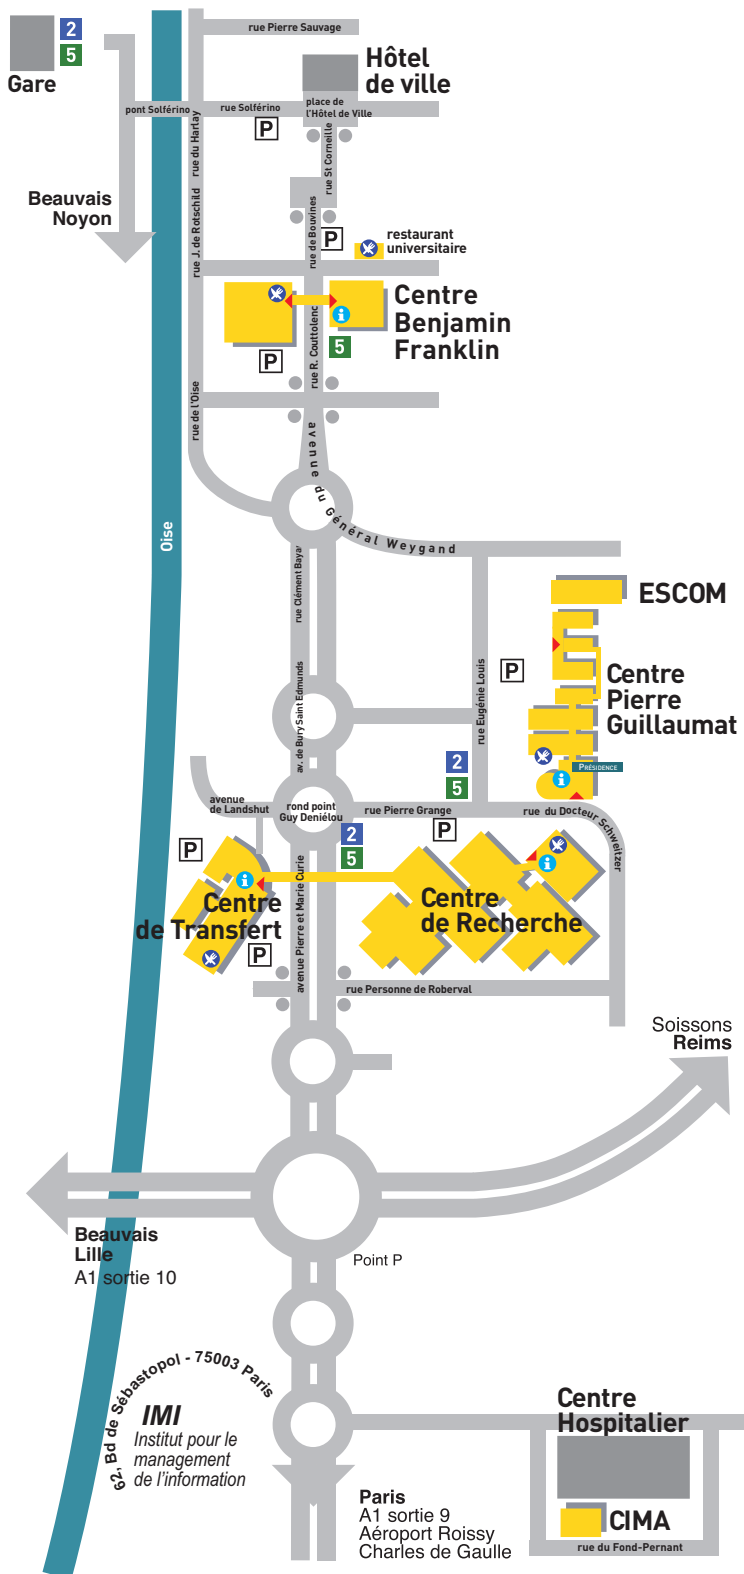 rue Pierre Sauvage
2
5
Gare
Hôtel
de ville
pont Solférino
rue Solférino
place de
l'Hôtel de Ville
P
rue du Harlay
rue St Corneille
Beauvais
Noyon
rue J. de Rotschild
rue de Bouvines
P
restaurant
universitaire
Centre
Benjamin
Franklin
i
5
rue R. Couttolenc
P
rue de l'Oise
avenue du Général Weygand
Oise
rue Clément Bayar
ESCOM
Centre
Pierre
Guillaumat
P
rue Eugénie Louis
av. de Bury Saint Edmunds
2
5
PRÉSIDENCE
i
avenue
de Landshut
rond point
Guy Deniélou
rue Pierre Grange
rue du Docteur Schweitzer
P
2
5
P
i
i
Centre
de Transfert
Centre
de Recherche
avenue Pierre et Marie Curie
P
rue Personne de Roberval
Soissons
Reims
Beauvais
Lille
A1 sortie 10
Point P
62, Bd de Sébastopol - 75003 Paris
IMI
Institut pour le
management
de l'information
Centre
Hospitalier
CIMA
rue du Fond-Pernant
Paris
A1 sortie 9
Aéroport Roissy
Charles de Gaulle